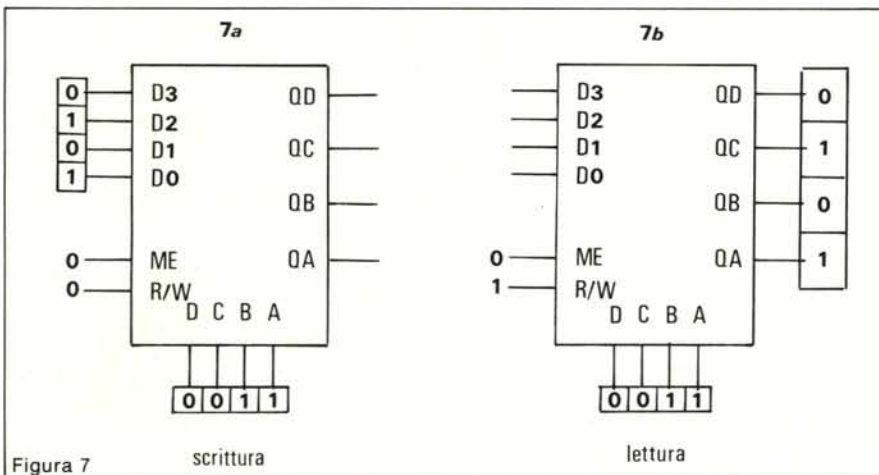 7a
7b
0 D3 QD
1 D2
0 D1 QC
1 D0
QB
0 ME QA
0 R/W
D C B A
0 0 1 1
scrittura
D3 QD 0
D2
D1 QC 1
D0
QB 0
0 ME QA 1
1 R/W
D C B A
0 0 1 1
lettura
Figura 7